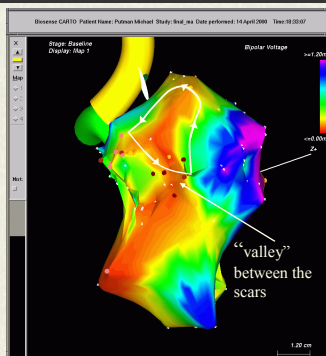 Biosense CARTO Patient Name: Putman Michael Study: final_ma Date performed: 14 April 2000 Time:18:33:07
Stage: Baseline
Display: Map 1
Bipolar Voltage
>=1.20m
<=0.00m
X
Map
Z+
"valley"
between the
scars
1.20 cm